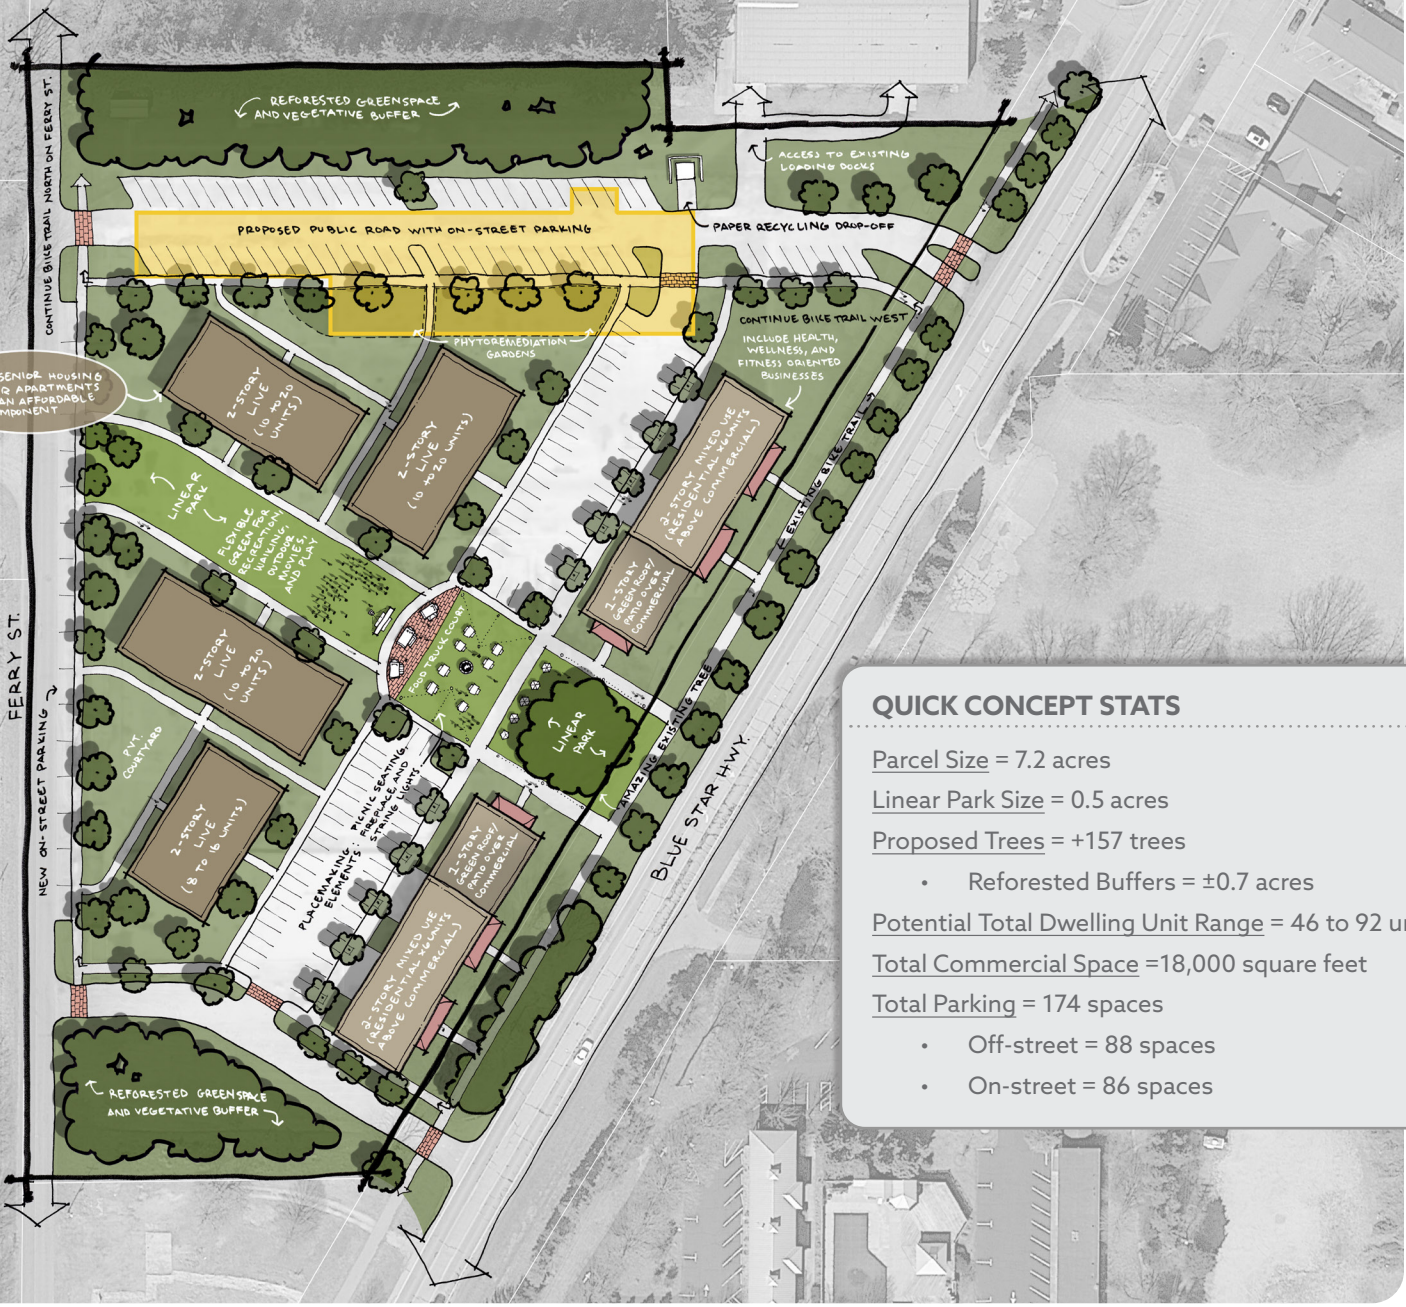 REFORESTED GREENSPACE
AND VEGETATIVE BUFFER
CONTINUE BIKE TRAIL NORTH ON FERRY ST.
ACCESS TO EXISTING
LOADING DOCKS
PROPOSED PUBLIC ROAD WITH ON-STREET PARKING
PAPER RECYCLING DROP-OFF
CONTINUE BIKE TRAIL WEST
PHYTOREMEDIATION
GARDENS
INCLUDE HEALTH,
WELLNESS, AND
FITNESS ORIENTED
BUSINESSES
SENIOR HOUSING
R APARTMENTS
AN AFFORDABLE
MPONENT
2-STORY
LIVE
(10 TO 20
UNITS)
2-STORY
LIVE
(10 TO 20 UNITS)
2-STORY MIXED USE
(RESIDENTIAL X6 UNITS
ABOVE COMMERCIAL)
1-STORY
GREEN ROOF/
PATIO OVER
COMMERCIAL
EXISTING BIKE TRAIL
LINEAR
PARK
FLEXIBLE
GREEN FOR
RECREATION,
WALKING,
OUTDOOR
MOVIES,
AND PLAY
FOOD TRUCK COURT
2-STORY
LIVE
(10 TO 20
UNITS)
LINEAR
PARK
AMAZING EXISTING TREE
FERRY ST.
NEW ON-STREET PARKING
PVT.
COURTYARD
2-STORY
LIVE
(8 TO 16 UNITS)
PLACEMAKING: PICNIC SEATING,
ELEMENTS: FIREPLACE AND
STRING LIGHTS
1-STORY
GREEN ROOF/
PATIO OVER
COMMERCIAL
2-STORY MIXED USE
(RESIDENTIAL X6 UNITS
ABOVE COMMERCIAL)
BLUE STAR HWY.
REFORESTED GREENSPACE
AND VEGETATIVE BUFFER
QUICK CONCEPT STATS
Parcel Size = 7.2 acres
Linear Park Size = 0.5 acres
Proposed Trees = +157 trees
• Reforested Buffers = ±0.7 acres
Potential Total Dwelling Unit Range = 46 to 92 u
Total Commercial Space =18,000 square feet
Total Parking = 174 spaces
• Off-street = 88 spaces
• On-street = 86 spaces